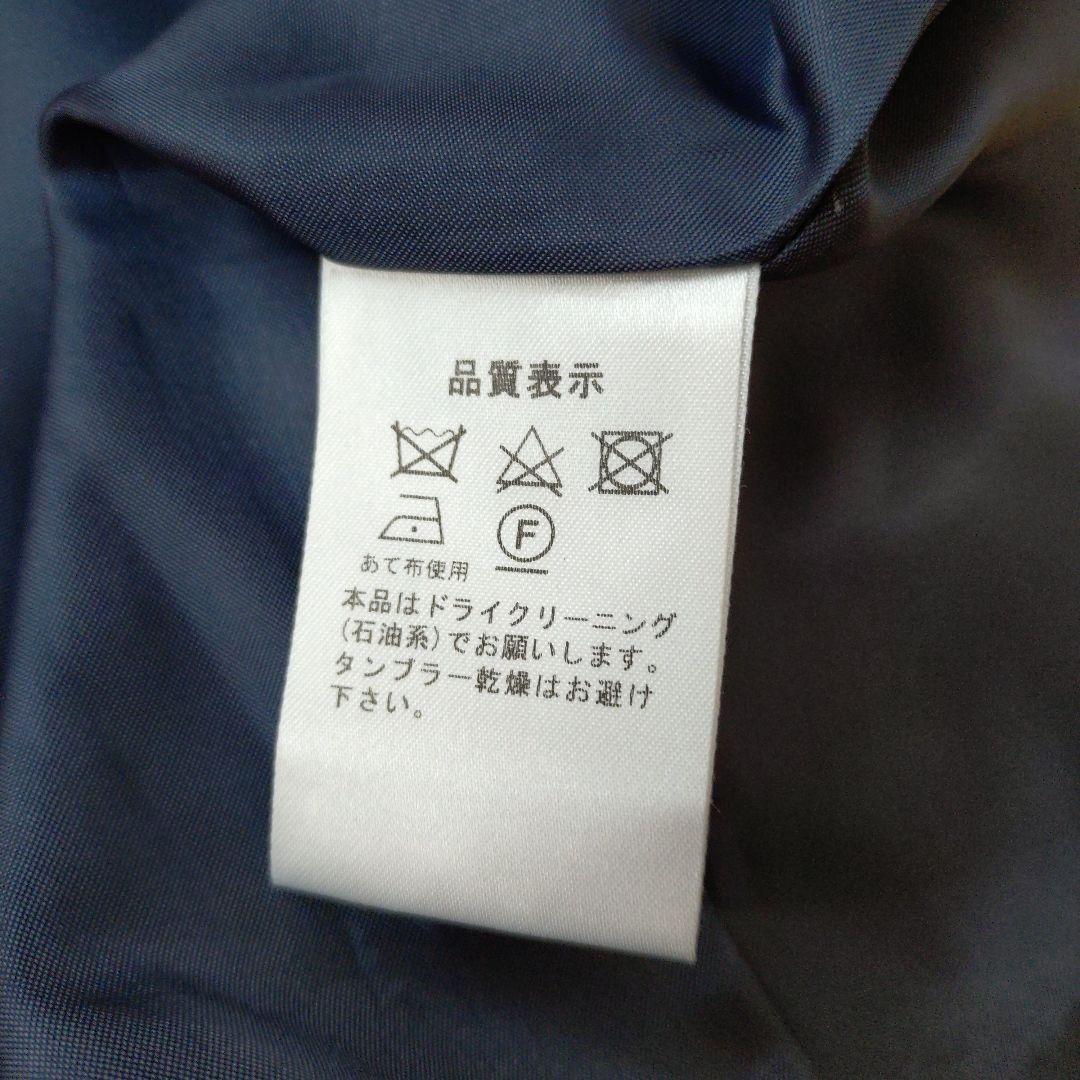 品質表示
F
あて布使用
本品はドライクリーニング
(石油系)でお願いします。
タンブラー乾燥はお避け
下さい。